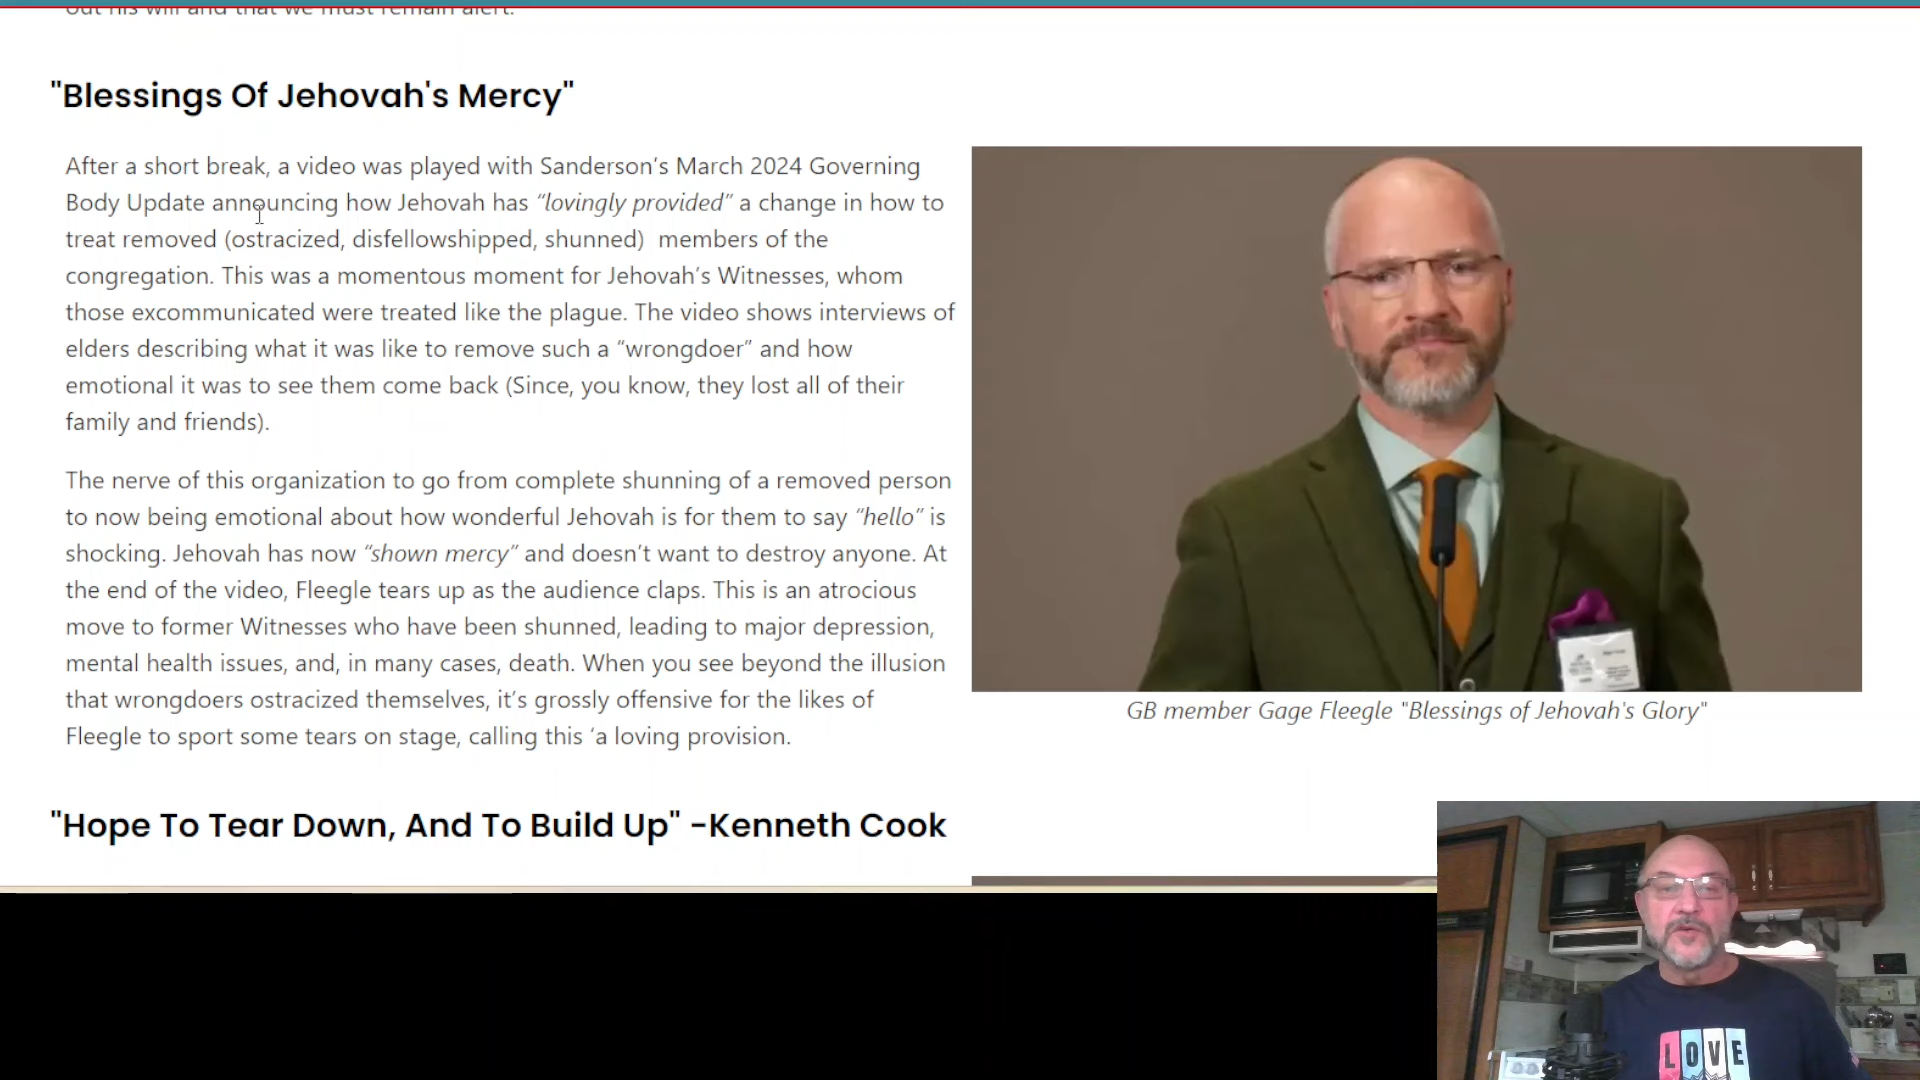 out his will and that we must remain alert.
"Blessings Of Jehovah's Mercy"
After a short break, a video was played with Sanderson’s March 2024 Governing
Body Update announcing how Jehovah has “lovingly provided” a change in how to
treat removed (ostracized, disfellowshipped, shunned)  members of the
congregation. This was a momentous moment for Jehovah’s Witnesses, whom
those excommunicated were treated like the plague. The video shows interviews of
elders describing what it was like to remove such a “wrongdoer” and how
emotional it was to see them come back (Since, you know, they lost all of their
family and friends).
The nerve of this organization to go from complete shunning of a removed person
to now being emotional about how wonderful Jehovah is for them to say “hello” is
shocking. Jehovah has now “shown mercy” and doesn’t want to destroy anyone. At
the end of the video, Fleegle tears up as the audience claps. This is an atrocious
move to former Witnesses who have been shunned, leading to major depression,
mental health issues, and, in many cases, death. When you see beyond the illusion
that wrongdoers ostracized themselves, it’s grossly offensive for the likes of
Fleegle to sport some tears on stage, calling this ‘a loving provision.
GB member Gage Fleegle "Blessings of Jehovah's Glory"
"Hope To Tear Down, And To Build Up" -Kenneth Cook
LOVE